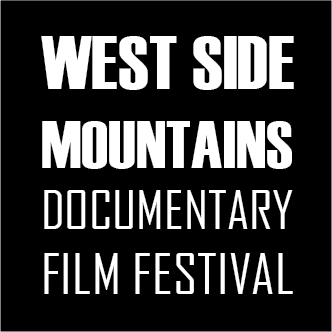 WEST SIDE
MOUNTAINS
DOCUMENTARY
FILM FESTIVAL